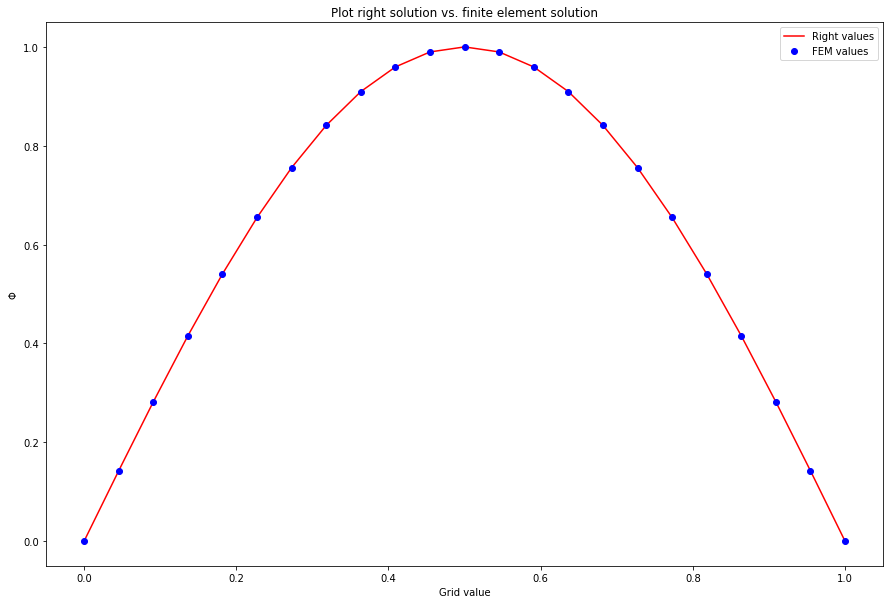 Plot right solution vs. finite element solution
Right values
FEM values
1.0
0.8
0.6
0.4
0.2
0.0
Φ
0.0 0.2 0.4 0.6 0.8 1.0
Grid value